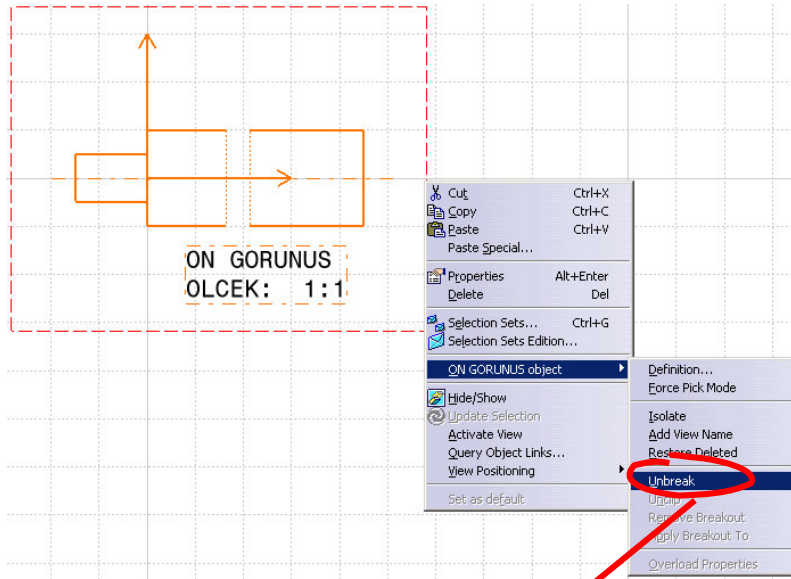 ON GORUNUS
OLCEK: 1:1
Cut Ctrl+X
Copy Ctrl+C
Paste Ctrl+V
Paste Special...
Properties Alt+Enter
Delete Del
Selection Sets... Ctrl+G
Selection Sets Edition...
ON GORUNUS object
Hide/Show
Update Selection
Activate View
Query Object Links...
View Positioning
Set as default
Definition...
Force Pick Mode
Isolate
Add View Name
Restore Deleted
Unbreak
Unclip
Remove Breakout
Apply Breakout To
Overload Properties